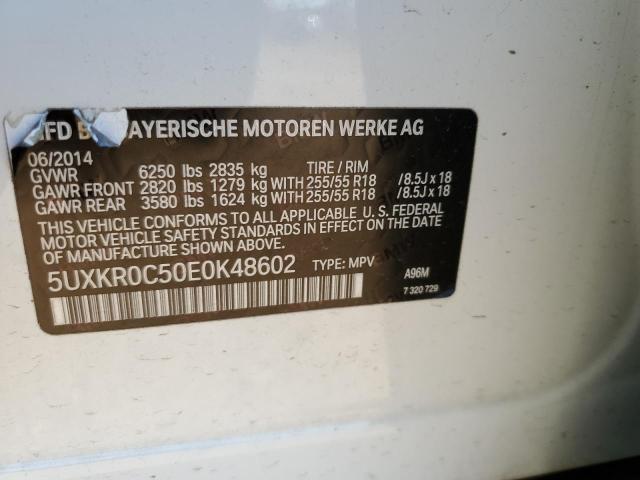 MFD BAYERISCHE MOTOREN WERKE AG
06/2014
GVWR 6250 lbs 2835 kg TIRE / RIM
GAWR FRONT 2820 lbs 1279 kg WITH 255/55 R18 /8.5J x 18
GAWR REAR 3580 lbs 1624 kg WITH 255/55 R18 /8.5J x 18
THIS VEHICLE CONFORMS TO ALL APPLICABLE U. S. FEDERAL
MOTOR VEHICLE SAFETY STANDARDS IN EFFECT ON THE DATE
OF MANUFACTURE SHOWN ABOVE.
5UXKR0C50E0K48602 TYPE: MPV A96M
7 320 729